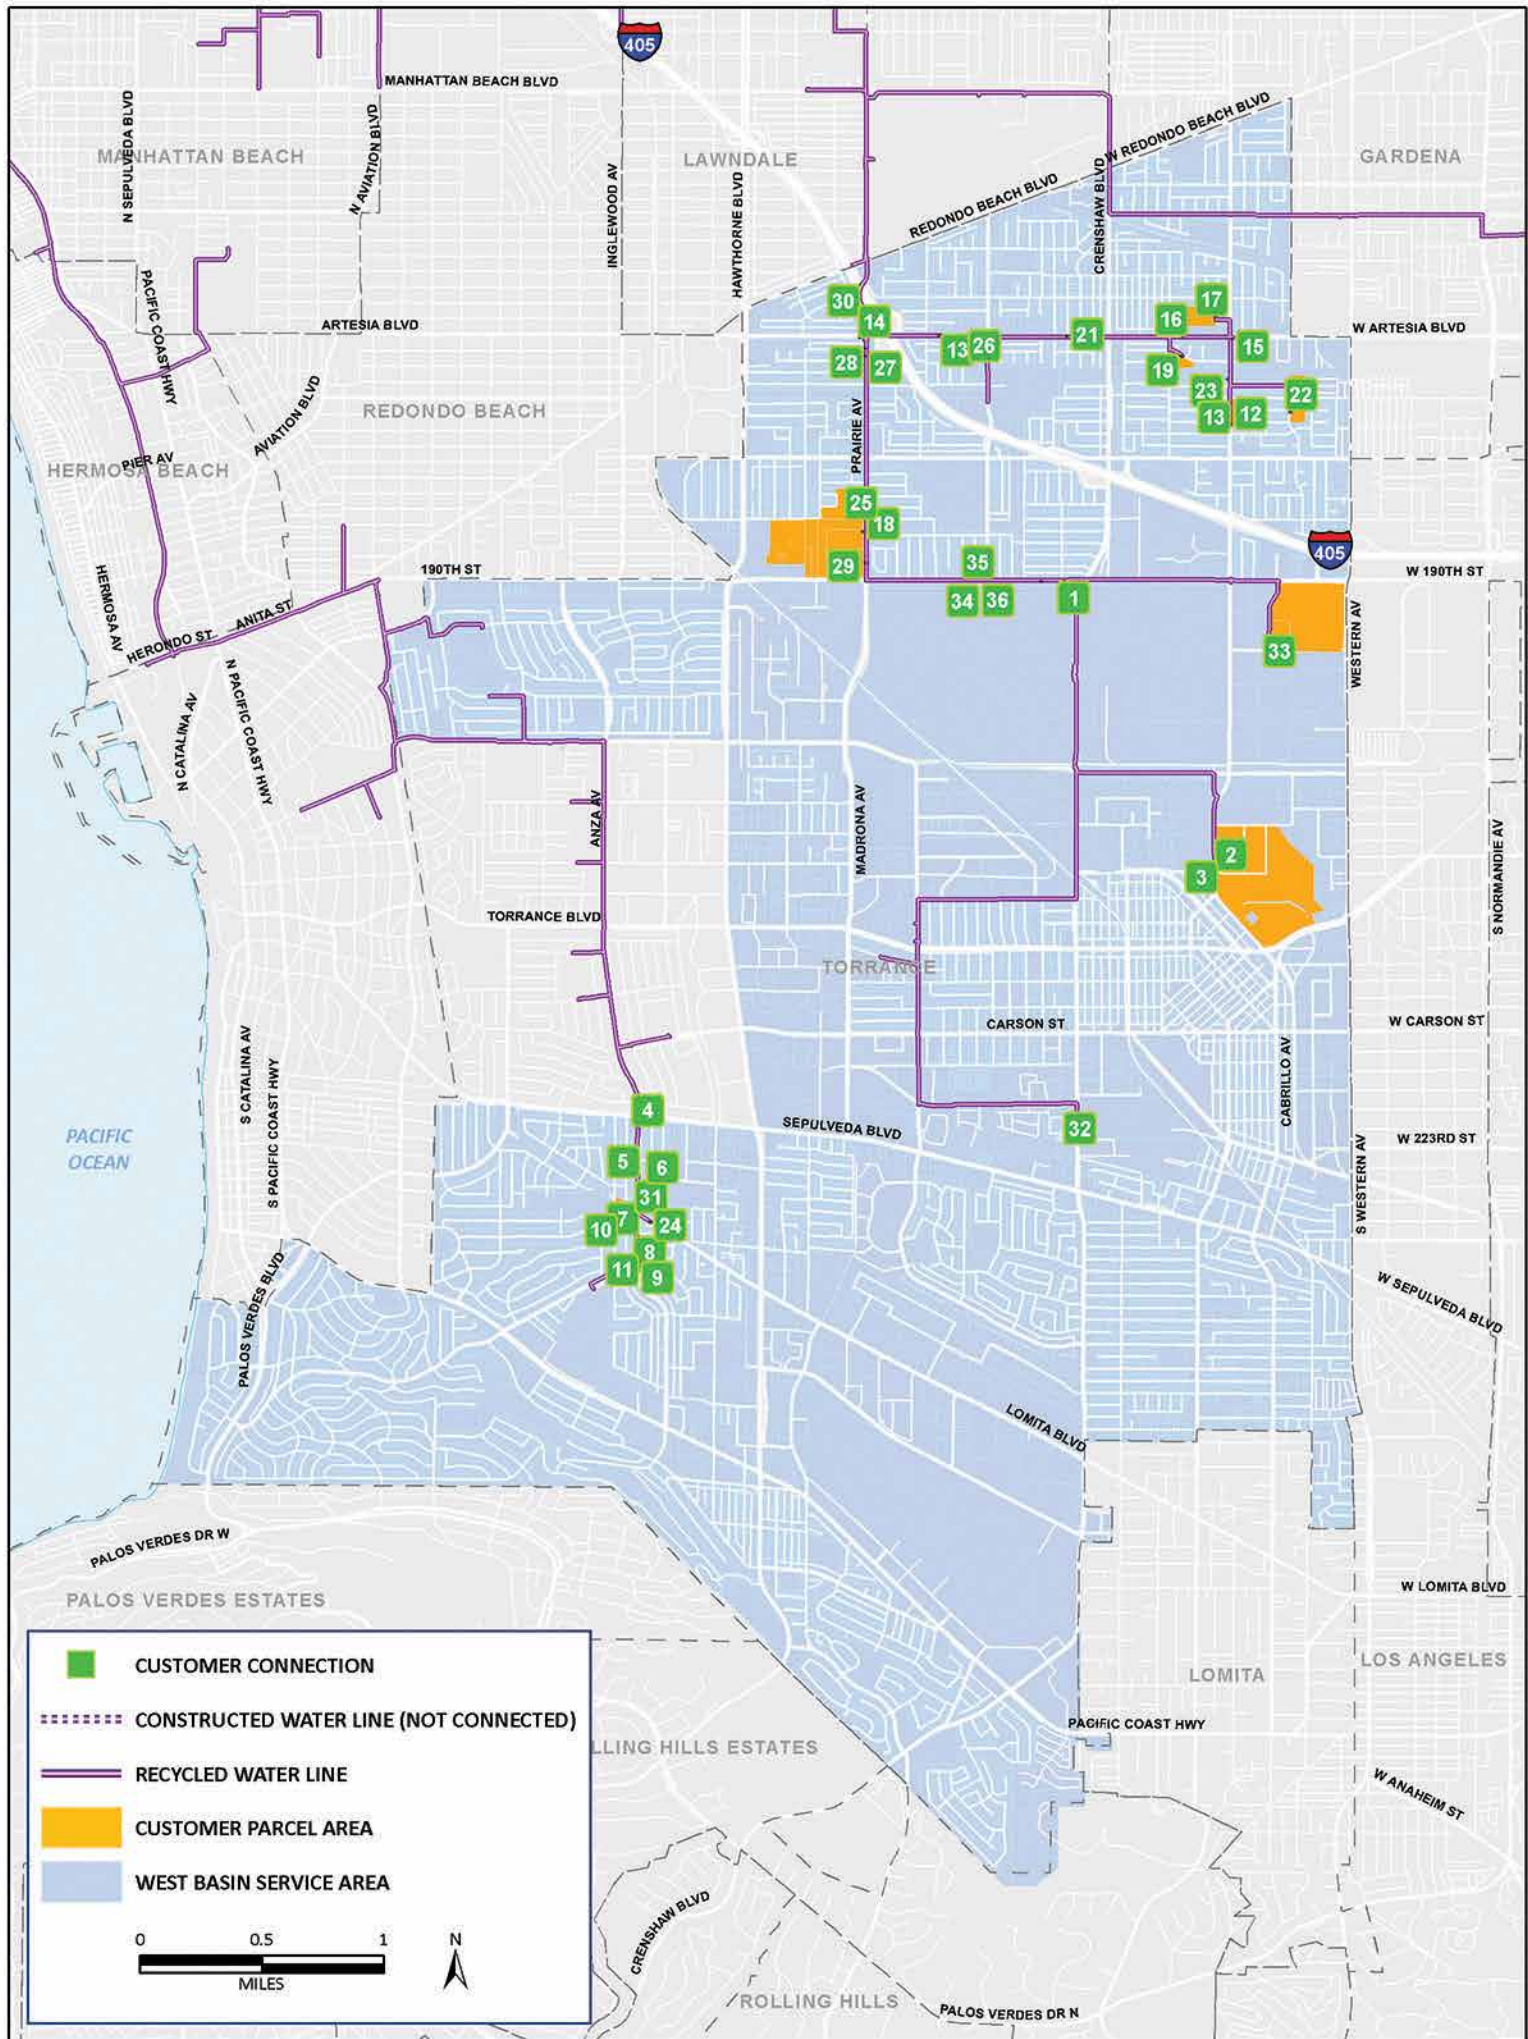 405
MANHATTAN BEACH BLVD
N SEPULVEDA BLVD
MANHATTAN BEACH
N AVIATION BLVD
INGLEWOOD AV
LAWNDALE
HAWTHORNE BLVD
REDONDO BEACH BLVD
CRENSHAW BLVD
W REDONDO BEACH BLVD
GARDENA
PACIFIC COAST HWY
ARTESIA BLVD
W ARTESIA BLVD
30
14
13
26
21
16
17
15
28
27
19
23
22
13
12
AVIATION BLVD
REDONDO BEACH
PRAIRIE AV
HERMOSA BEACH
PIER AV
25
18
29
35
34
36
1
33
405
190TH ST
W 190TH ST
HERMOSA AV
HERONDO ST
ANITA ST
N CATALINA AV
N PACIFIC COAST HWY
WESTERN AV
ANZA AV
MADRONA AV
2
3
S NORMANDIE AV
TORRANCE BLVD
TORRANCE
CARSON ST
W CARSON ST
S CATALINA AV
S PACIFIC COAST HWY
CABRILLO AV
PACIFIC
OCEAN
4
SEPULVEDA BLVD
32
W 223RD ST
5
6
31
7
10
24
8
11
9
S WESTERN AV
PALOS VERDES BLVD
W SEPULVEDA BLVD
LOMITA BLVD
PALOS VERDES DR W
PALOS VERDES ESTATES
W LOMITA BLVD
LOMITA
LOS ANGELES
PACIFIC COAST HWY
LLING HILLS ESTATES
W ANAHEIM ST
CRENSHAW BLVD
ROLLING HILLS
PALOS VERDES DR N
CUSTOMER CONNECTION
CONSTRUCTED WATER LINE (NOT CONNECTED)
RECYCLED WATER LINE
CUSTOMER PARCEL AREA
WEST BASIN SERVICE AREA
0 0.5 1
MILES
N